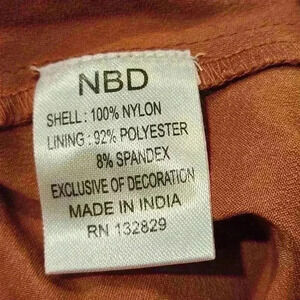 NBD
SHELL : 100% NYLON
LINING : 92% POLYESTER
8% SPANDEX
EXCLUSIVE OF DECORATION
MADE IN INDIA
RN 132829